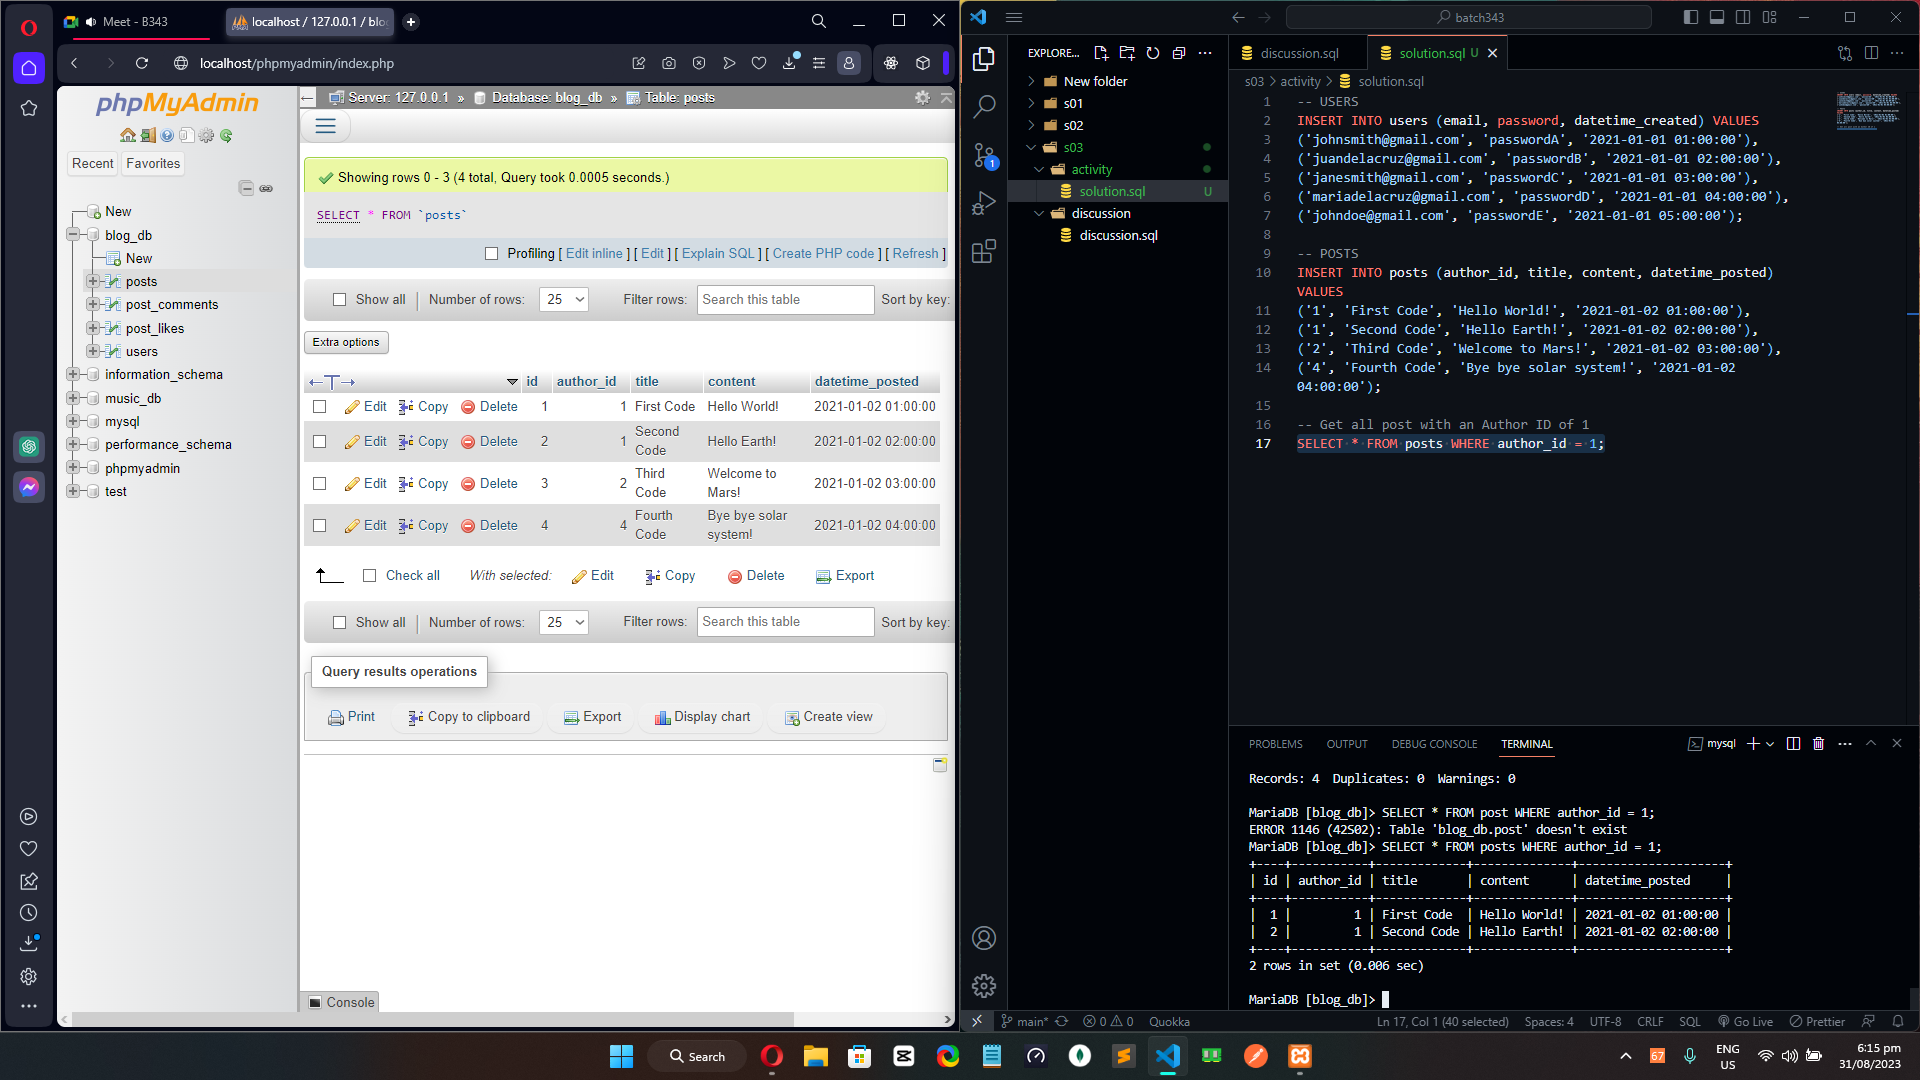 Meet - B343
localhost / 127.0.0.1 / blo
localhost/phpmyadmin/index.php
phpMyAdmin
Recent
Favorites
New
blog_db
New
posts
post_comments
post_likes
users
information_schema
music_db
mysql
performance_schema
phpmyadmin
test
Server: 127.0.0.1 » Database: blog_db » Table: posts
Showing rows 0 - 3 (4 total, Query took 0.0005 seconds.)
SELECT * FROM `posts`
Profiling [ Edit inline ] [ Edit ] [ Explain SQL ] [ Create PHP code ] [ Refresh ]
Show all | Number of rows: 25 Filter rows: Search this table Sort by key:
Extra options
id author_id title content datetime_posted
Edit Copy Delete 1 1 First Code Hello World! 2021-01-02 01:00:00
Edit Copy Delete 2 1 Second Code Hello Earth! 2021-01-02 02:00:00
Edit Copy Delete 3 2 Third Code Welcome to Mars! 2021-01-02 03:00:00
Edit Copy Delete 4 4 Fourth Code Bye bye solar system! 2021-01-02 04:00:00
Check all With selected: Edit Copy Delete Export
Show all | Number of rows: 25 Filter rows: Search this table Sort by key:
Query results operations
Print Copy to clipboard Export Display chart Create view
Console
batch343
EXPLORE...
New folder
s01
s02
s03
activity
solution.sql U
discussion
discussion.sql
1
discussion.sql
solution.sql U
s03 > activity > solution.sql
1 -- USERS
2 INSERT INTO users (email, password, datetime_created) VALUES
3 ('johnsmith@gmail.com', 'passwordA', '2021-01-01 01:00:00'),
4 ('juandelacruz@gmail.com', 'passwordB', '2021-01-01 02:00:00'),
5 ('janesmith@gmail.com', 'passwordC', '2021-01-01 03:00:00'),
6 ('mariadelacruz@gmail.com', 'passwordD', '2021-01-01 04:00:00'),
7 ('johndoe@gmail.com', 'passwordE', '2021-01-01 05:00:00');
8
9 -- POSTS
10 INSERT INTO posts (author_id, title, content, datetime_posted)
VALUES
11 ('1', 'First Code', 'Hello World!', '2021-01-02 01:00:00'),
12 ('1', 'Second Code', 'Hello Earth!', '2021-01-02 02:00:00'),
13 ('2', 'Third Code', 'Welcome to Mars!', '2021-01-02 03:00:00'),
14 ('4', 'Fourth Code', 'Bye bye solar system!', '2021-01-02
04:00:00');
15
16 -- Get all post with an Author ID of 1
17 SELECT * FROM posts WHERE author_id = 1;
PROBLEMS OUTPUT DEBUG CONSOLE TERMINAL mysql
Records: 4 Duplicates: 0 Warnings: 0
MariaDB [blog_db]> SELECT * FROM post WHERE author_id = 1;
ERROR 1146 (42S02): Table 'blog_db.post' doesn't exist
MariaDB [blog_db]> SELECT * FROM posts WHERE author_id = 1;
+----+-----------+-------------+--------------+---------------------+
| id | author_id | title | content | datetime_posted |
+----+-----------+-------------+--------------+---------------------+
| 1 | 1 | First Code | Hello World! | 2021-01-02 01:00:00 |
| 2 | 1 | Second Code | Hello Earth! | 2021-01-02 02:00:00 |
+----+-----------+-------------+--------------+---------------------+
2 rows in set (0.006 sec)
MariaDB [blog_db]>
main* 0 0 Quokka Ln 17, Col 1 (40 selected) Spaces: 4 UTF-8 CRLF SQL Go Live Prettier
Search
67
ENG
US
6:15 pm
31/08/2023